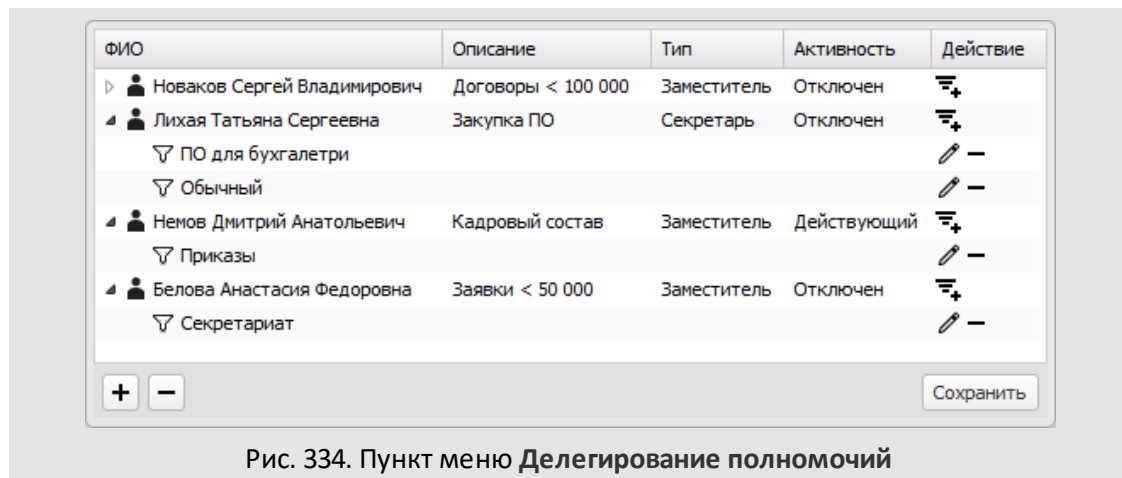 ФИО Описание Тип Активность Действие
Новаков Сергей Владимирович Договоры < 100 000 Заместитель Отключен
Лихая Татьяна Сергеевна Закупка ПО Секретарь Отключен
ПО для бухгалетри
Обычный
Немов Дмитрий Анатольевич Кадровый состав Заместитель Действующий
Приказы
Белова Анастасия Федоровна Заявки < 50 000 Заместитель Отключен
Секретариат
Сохранить
Рис. 334. Пункт меню Делегирование полномочий